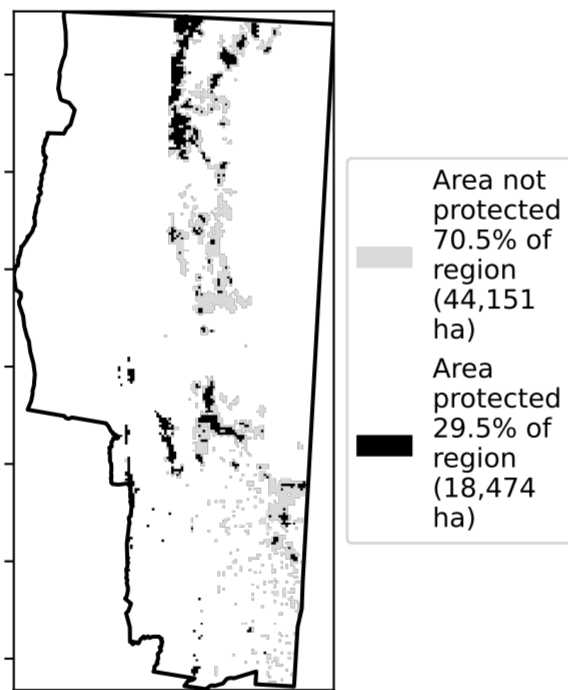 Area not
protected
70.5% of
region
(44,151
ha)
Area
protected
29.5% of
region
(18,474
ha)